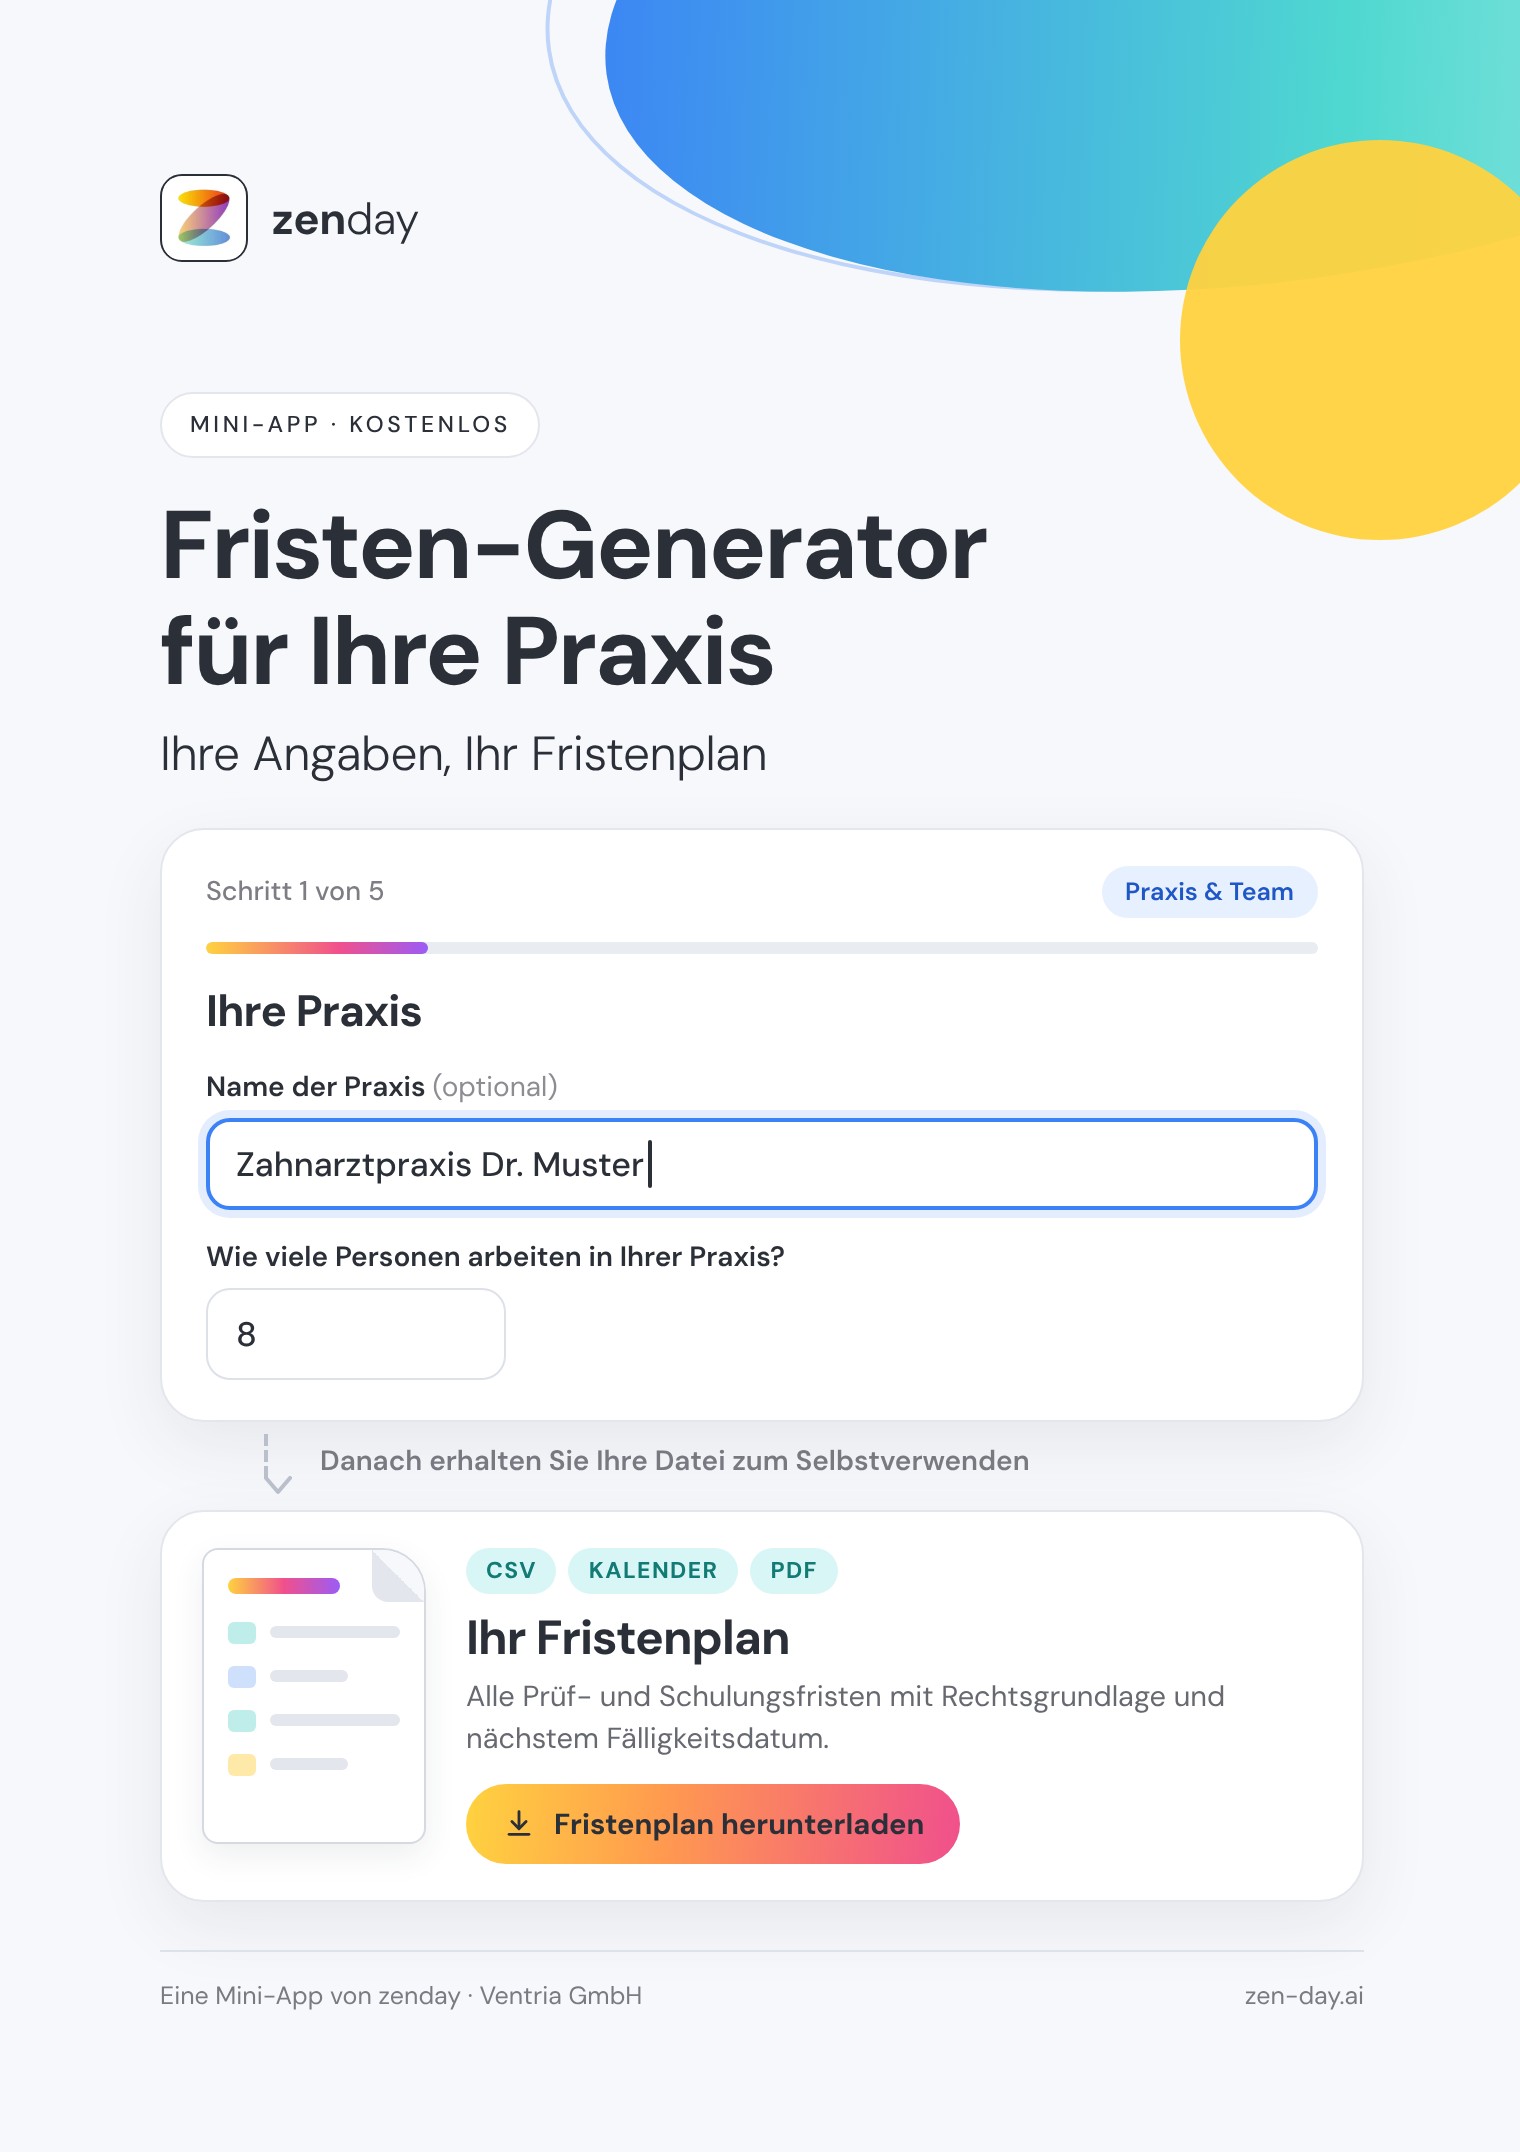 zenday
MINI-APP · KOSTENLOS
Fristen-Generator
für Ihre Praxis
Ihre Angaben, Ihr Fristenplan
Schritt 1 von 5
Praxis & Team
Ihre Praxis
Name der Praxis (optional)
Zahnarztpraxis Dr. Muster
Wie viele Personen arbeiten in Ihrer Praxis?
8
Danach erhalten Sie Ihre Datei zum Selbstverwenden
CSV KALENDER PDF
Ihr Fristenplan
Alle Prüf- und Schulungsfristen mit Rechtsgrundlage und
nächstem Fälligkeitsdatum.
Fristenplan herunterladen
Eine Mini-App von zenday · Ventria GmbH
zen-day.ai